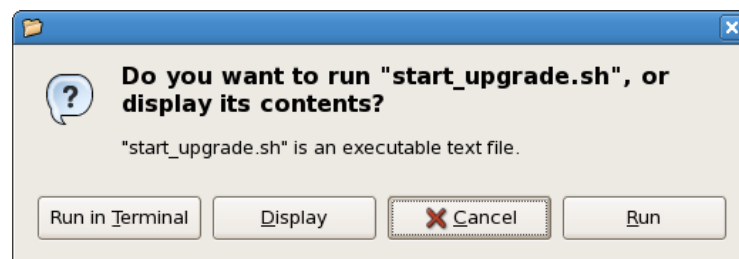 Do you want to run "start_upgrade.sh", or
display its contents?
"start_upgrade.sh" is an executable text file.
Run in Terminal
Display
Cancel
Run